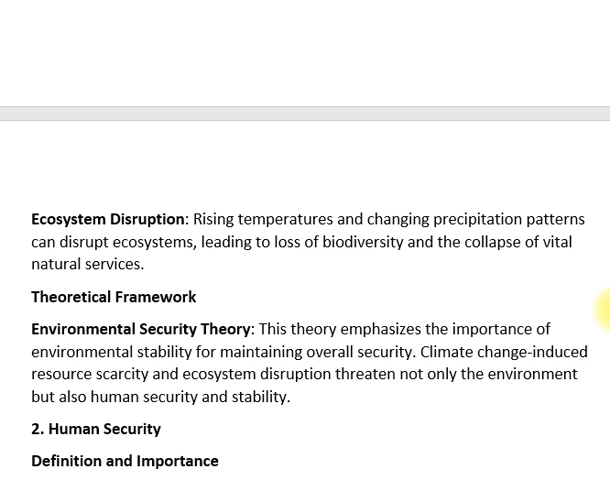 Ecosystem Disruption: Rising temperatures and changing precipitation patterns
can disrupt ecosystems, leading to loss of biodiversity and the collapse of vital
natural services.
Theoretical Framework
Environmental Security Theory: This theory emphasizes the importance of
environmental stability for maintaining overall security. Climate change-induced
resource scarcity and ecosystem disruption threaten not only the environment
but also human security and stability.
2. Human Security
Definition and Importance